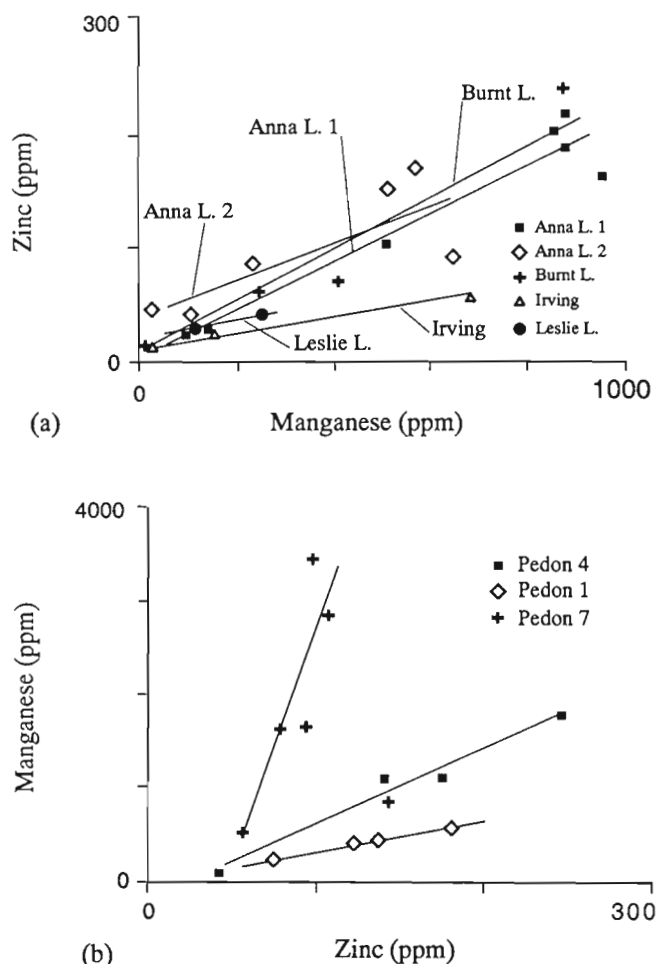 300
Zinc (ppm)
Burnt L.
Anna L. 1
Anna L. 2
Anna L. 1
Anna L. 2
Burnt L.
Irving
Leslie L.
Leslie L.
Irving
0
0
1000
Manganese (ppm)
(a)
4000
Manganese (ppm)
Pedon 4
Pedon 1
Pedon 7
0
0
300
Zinc (ppm)
(b)